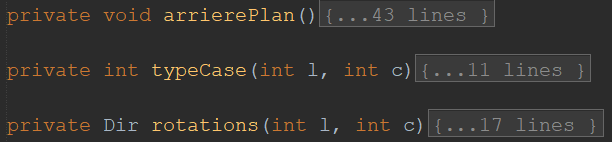 private void arrierePlan(){...43 lines }
private int typeCase(int l, int c){...11 lines }
private Dir rotations(int l, int c){...17 lines }